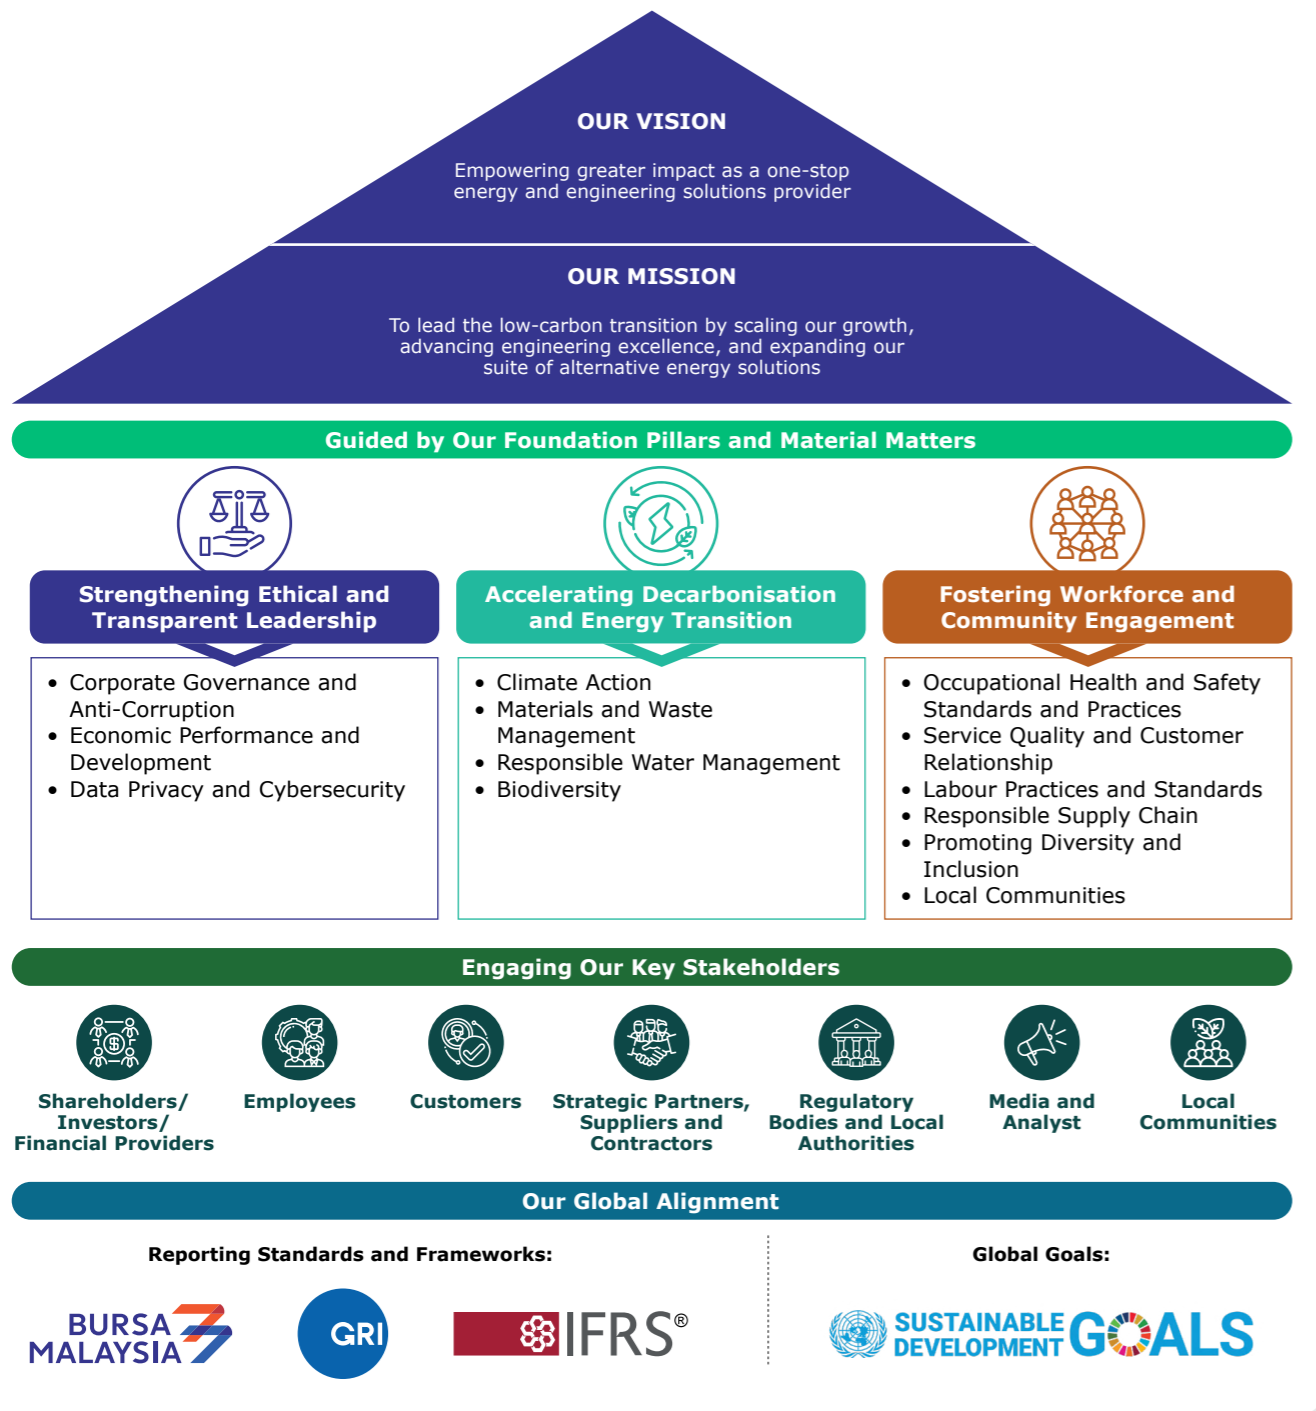 OUR VISION
Empowering greater impact as a one-stop
energy and engineering solutions provider
OUR MISSION
To lead the low-carbon transition by scaling our growth,
advancing engineering excellence, and expanding our
suite of alternative energy solutions
Guided by Our Foundation Pillars and Material Matters
Strengthening Ethical and
Transparent Leadership
• Corporate Governance and
Anti-Corruption
• Economic Performance and
Development
• Data Privacy and Cybersecurity
Accelerating Decarbonisation
and Energy Transition
• Climate Action
• Materials and Waste
Management
• Responsible Water Management
• Biodiversity
Fostering Workforce and
Community Engagement
• Occupational Health and Safety
Standards and Practices
• Service Quality and Customer
Relationship
• Labour Practices and Standards
• Responsible Supply Chain
• Promoting Diversity and
Inclusion
• Local Communities
Engaging Our Key Stakeholders
$
Shareholders/
Investors/
Financial Providers
Employees
Customers
Strategic Partners,
Suppliers and
Contractors
Regulatory
Bodies and Local
Authorities
Media and
Analyst
Local
Communities
Our Global Alignment
Reporting Standards and Frameworks:
BURSA
MALAYSIA
GRI
IFRS®
Global Goals:
SUSTAINABLE
DEVELOPMENT
GOALS